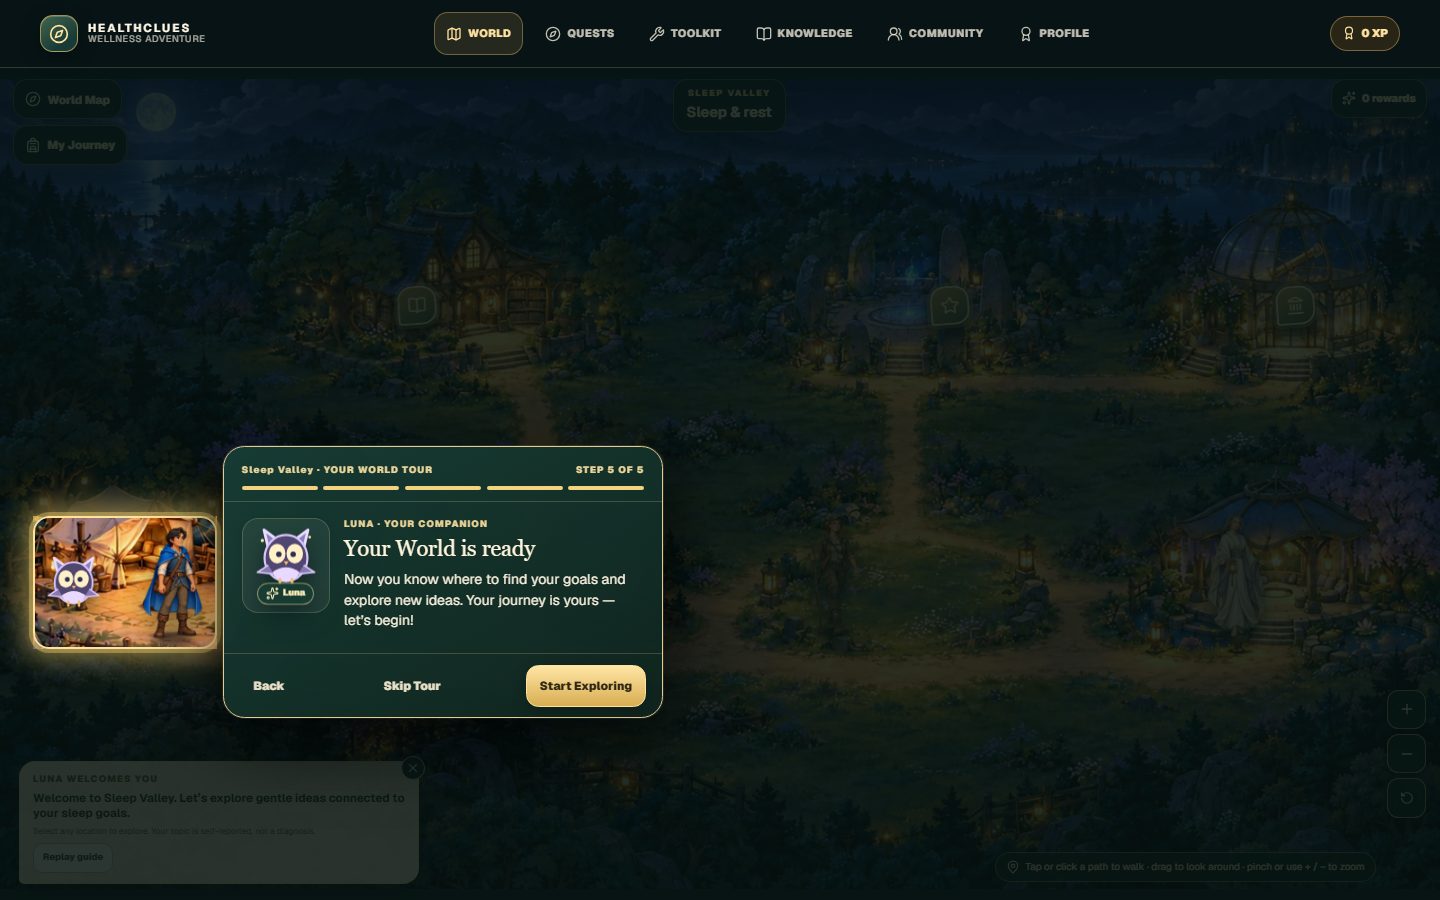 HEALTHCLUES
WELLNESS ADVENTURE
WORLD
QUESTS
TOOLKIT
KNOWLEDGE
COMMUNITY
PROFILE
0 XP
World Map
My Journey
SLEEP VALLEY
Sleep & rest
0 rewards
Sleep Valley · YOUR WORLD TOUR
STEP 5 OF 5
LUNA · YOUR COMPANION
Your World is ready
Now you know where to find your goals and
explore new ideas. Your journey is yours —
let's begin!
Luna
Back
Skip Tour
Start Exploring
LUNA WELCOMES YOU
Welcome to Sleep Valley. Let's explore gentle ideas connected to
your sleep goals.
Select any location to explore. Your topic is self-reported, not a diagnosis.
Replay guide
Tap or click a path to walk · drag to look around · pinch or use + / − to zoom